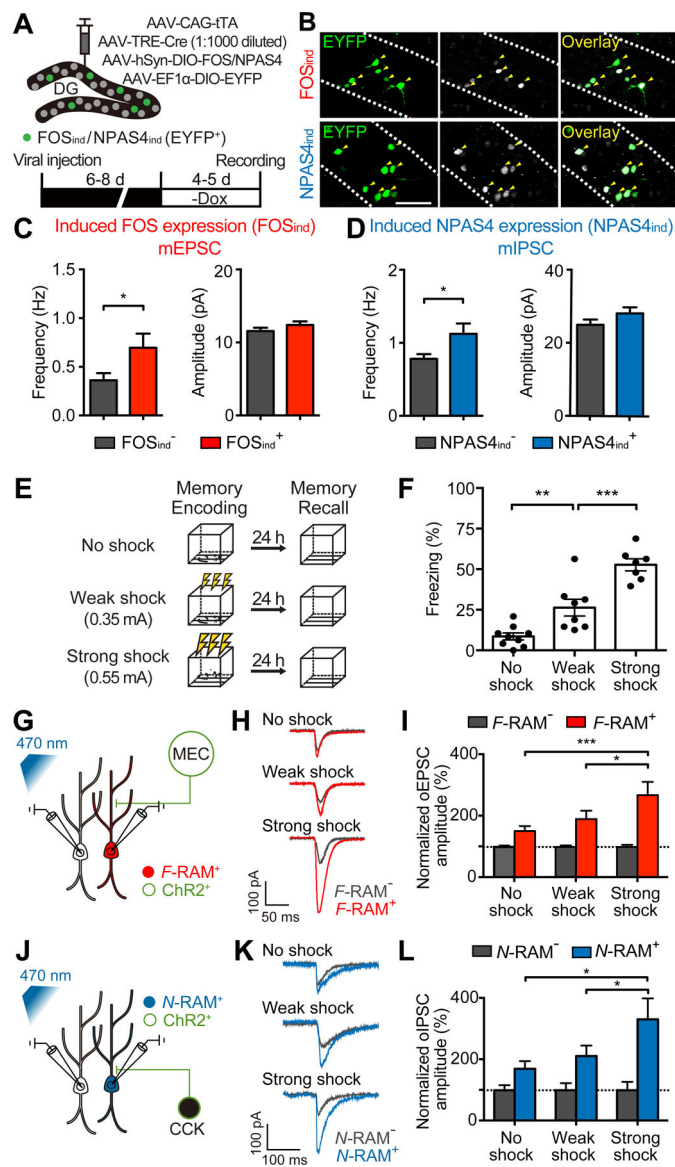 A
AAV-CAG-tTA
AAV-TRE-Cre (1:1000 diluted)
AAV-hSyn-DIO-FOS/NPAS4
AAV-EF1α-DIO-EYFP
DG
FOSind/NPAS4ind (EYFP+)
Viral injection Recording
6-8 d 4-5 d
-Dox
B
FOSind
EYFP Overlay
NPAS4ind
EYFP Overlay
C
Induced FOS expression (FOSind)
mEPSC
Frequency (Hz)
1.5
1.0
0.5
0.0
*
Amplitude (pA)
20
15
10
5
0
FOSind- FOSind+
D
Induced NPAS4 expression (NPAS4ind)
mIPSC
Frequency (Hz)
2
1
0
*
Amplitude (pA)
40
20
0
NPAS4ind- NPAS4ind+
E
Memory Encoding
Memory Recall
No shock 24 h
Weak shock
(0.35 mA) 24 h
Strong shock
(0.55 mA) 24 h
F
Freezing (%)
100
75
50
25
0
** ***
No shock Weak shock Strong shock
G
470 nm
MEC
F-RAM+
ChR2+
H
No shock
Weak shock
Strong shock
100 pA
50 ms
F-RAM-
F-RAM+
I
F-RAM- F-RAM+
Normalized oEPSC amplitude (%)
400
200
100
0
***
*
No shock Weak shock Strong shock
J
470 nm
N-RAM+
ChR2+
CCK
K
No shock
Weak shock
Strong shock
100 pA
100 ms
N-RAM-
N-RAM+
L
N-RAM- N-RAM+
Normalized oIPSC amplitude (%)
400
200
100
0
*
*
No shock Weak shock Strong shock